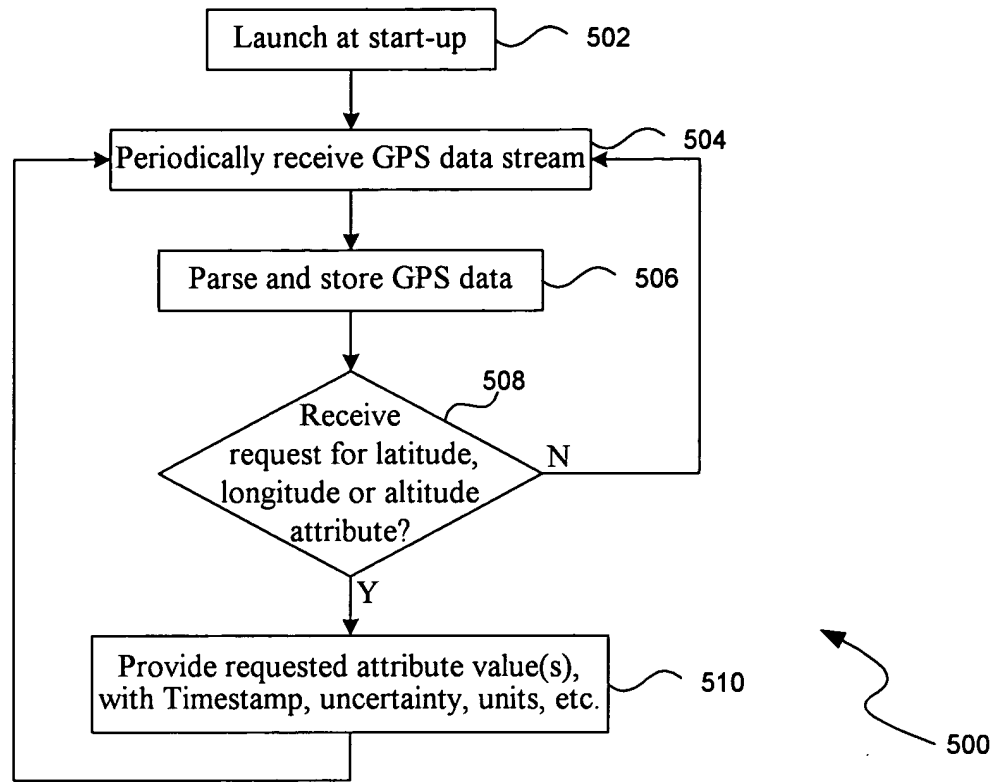 Launch at start-up
502
Periodically receive GPS data stream
504
Parse and store GPS data
506
508
Receive
request for latitude,
longitude or altitude
attribute?
N
Y
Provide requested attribute value(s),
with Timestamp, uncertainty, units, etc.
510
500